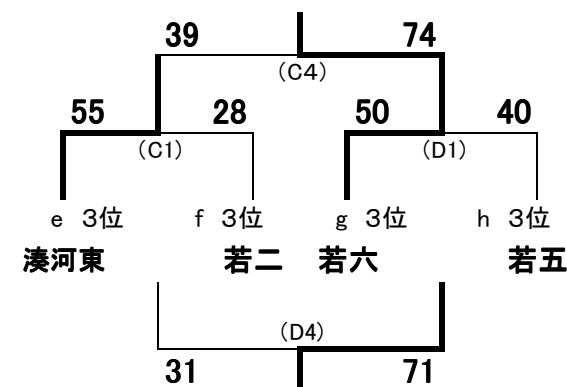 39 74
（C4）
55 28 50 40
（C1） （D1）
e 3位 f 3位 g 3位 h 3位
湊河東 若二 若六 若五
（D4）
31 71